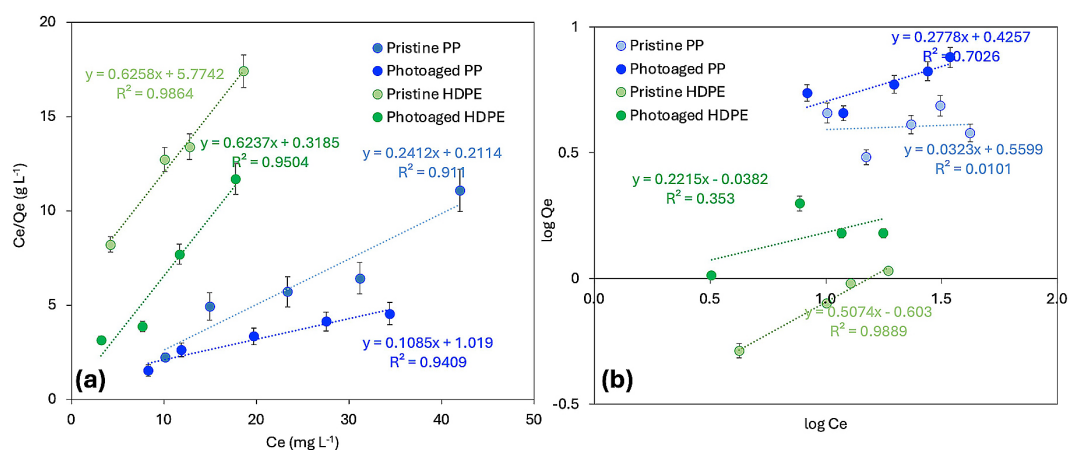 20
15
10
5
0
0
10
20
30
40
50
Ce/Qe (g L⁻¹)
Ce (mg L⁻¹)
Pristine PP
Photoaged PP
Pristine HDPE
Photoaged HDPE
y = 0.6258x + 5.7742
R² = 0.9864
y = 0.6237x + 0.3185
R² = 0.9504
y = 0.2412x + 0.2114
R² = 0.911
y = 0.1085x + 1.019
R² = 0.9409
(a)
1
0.5
0
-0.5
0.0
0.5
1.0
1.5
2.0
log Qe
log Ce
Pristine PP
Photoaged PP
Pristine HDPE
Photoaged HDPE
y = 0.2778x + 0.4257
R² = 0.7026
y = 0.0323x + 0.5599
R² = 0.0101
y = 0.2215x - 0.0382
R² = 0.353
y = 0.5074x - 0.603
R² = 0.9889
(b)